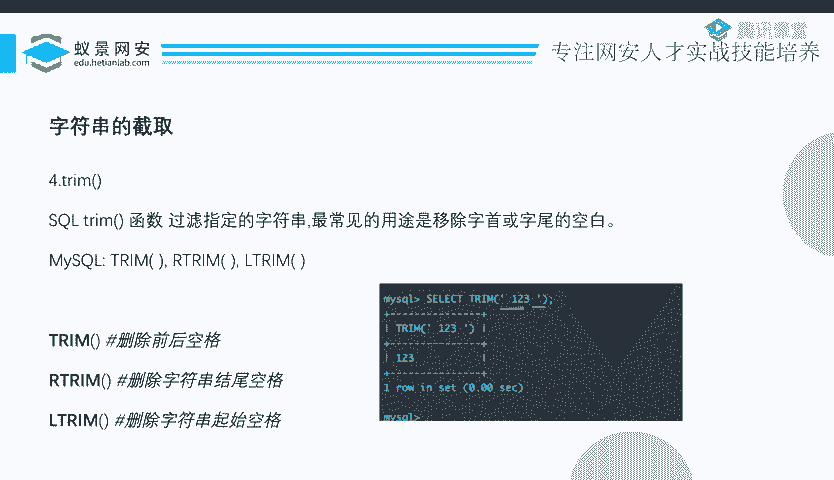 蚁景网安
edu.hetianlab.com
腾讯课堂
专注网安人才实战技能培养
字符串的截取
4.trim()
SQL trim() 函数 过滤指定的字符串,最常见的用途是移除字首或字尾的空白。
MySQL: TRIM( ), RTRIM( ), LTRIM( )
TRIM() #删除前后空格
RTRIM() #删除字符串结尾空格
LTRIM() #删除字符串起始空格
mysql> SELECT TRIM(' 123 ');
+---------------+
| TRIM(' 123 ') |
+---------------+
| 123           |
+---------------+
1 row in set (0.00 sec)
mysql>